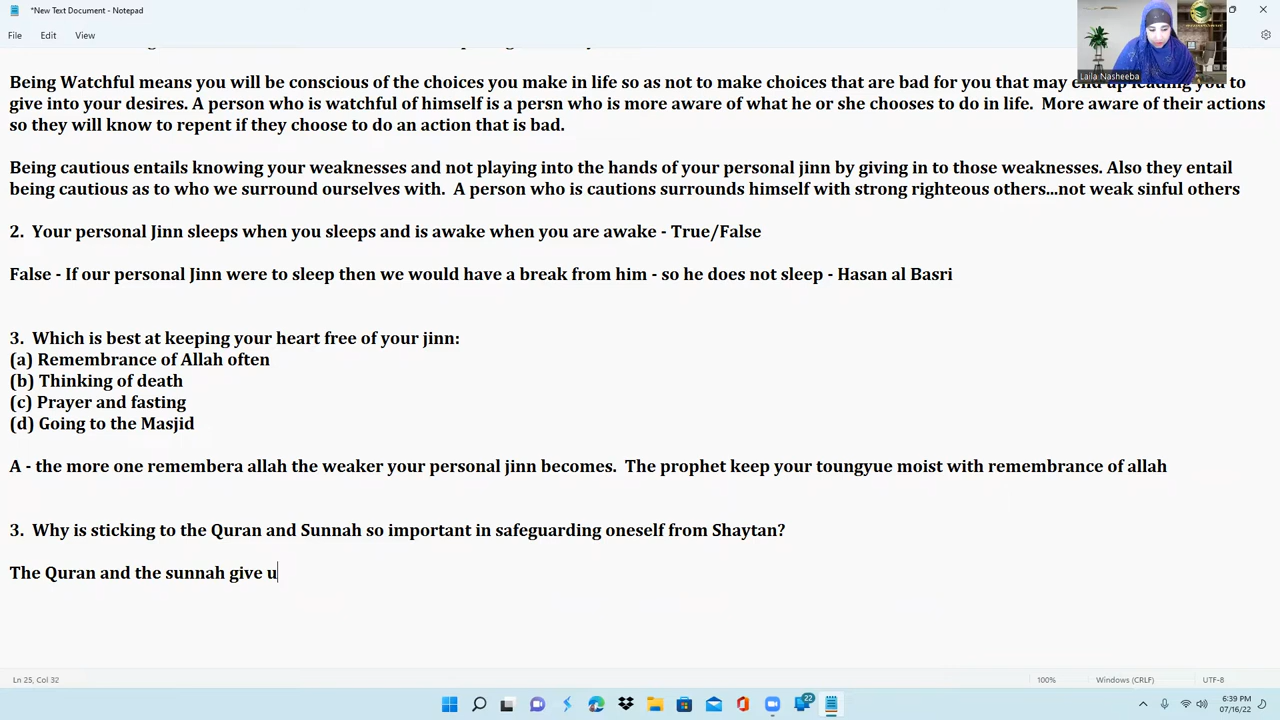 *New Text Document - Notepad
File Edit View
Laila Nasheeba
Being Watchful means you will be conscious of the choices you make in life so as not to make choices that are bad for you that may end up leading you to
give into your desires. A person who is watchful of himself is a persn who is more aware of what he or she chooses to do in life.  More aware of their actions
so they will know to repent if they choose to do an action that is bad.
Being cautious entails knowing your weaknesses and not playing into the hands of your personal jinn by giving in to those weaknesses. Also they entail
being cautious as to who we surround ourselves with.  A person who is cautions surrounds himself with strong righteous others...not weak sinful others
2.  Your personal Jinn sleeps when you sleeps and is awake when you are awake - True/False
False - If our personal Jinn were to sleep then we would have a break from him - so he does not sleep - Hasan al Basri
3.  Which is best at keeping your heart free of your jinn:
(a) Remembrance of Allah often
(b) Thinking of death
(c) Prayer and fasting
(d) Going to the Masjid
A - the more one remembera allah the weaker your personal jinn becomes.  The prophet keep your toungyue moist with remembrance of allah
3.  Why is sticking to the Quran and Sunnah so important in safeguarding oneself from Shaytan?
The Quran and the sunnah give u
Ln 25, Col 32 100% Windows (CRLF) UTF-8
22
6:39 PM
07/16/22